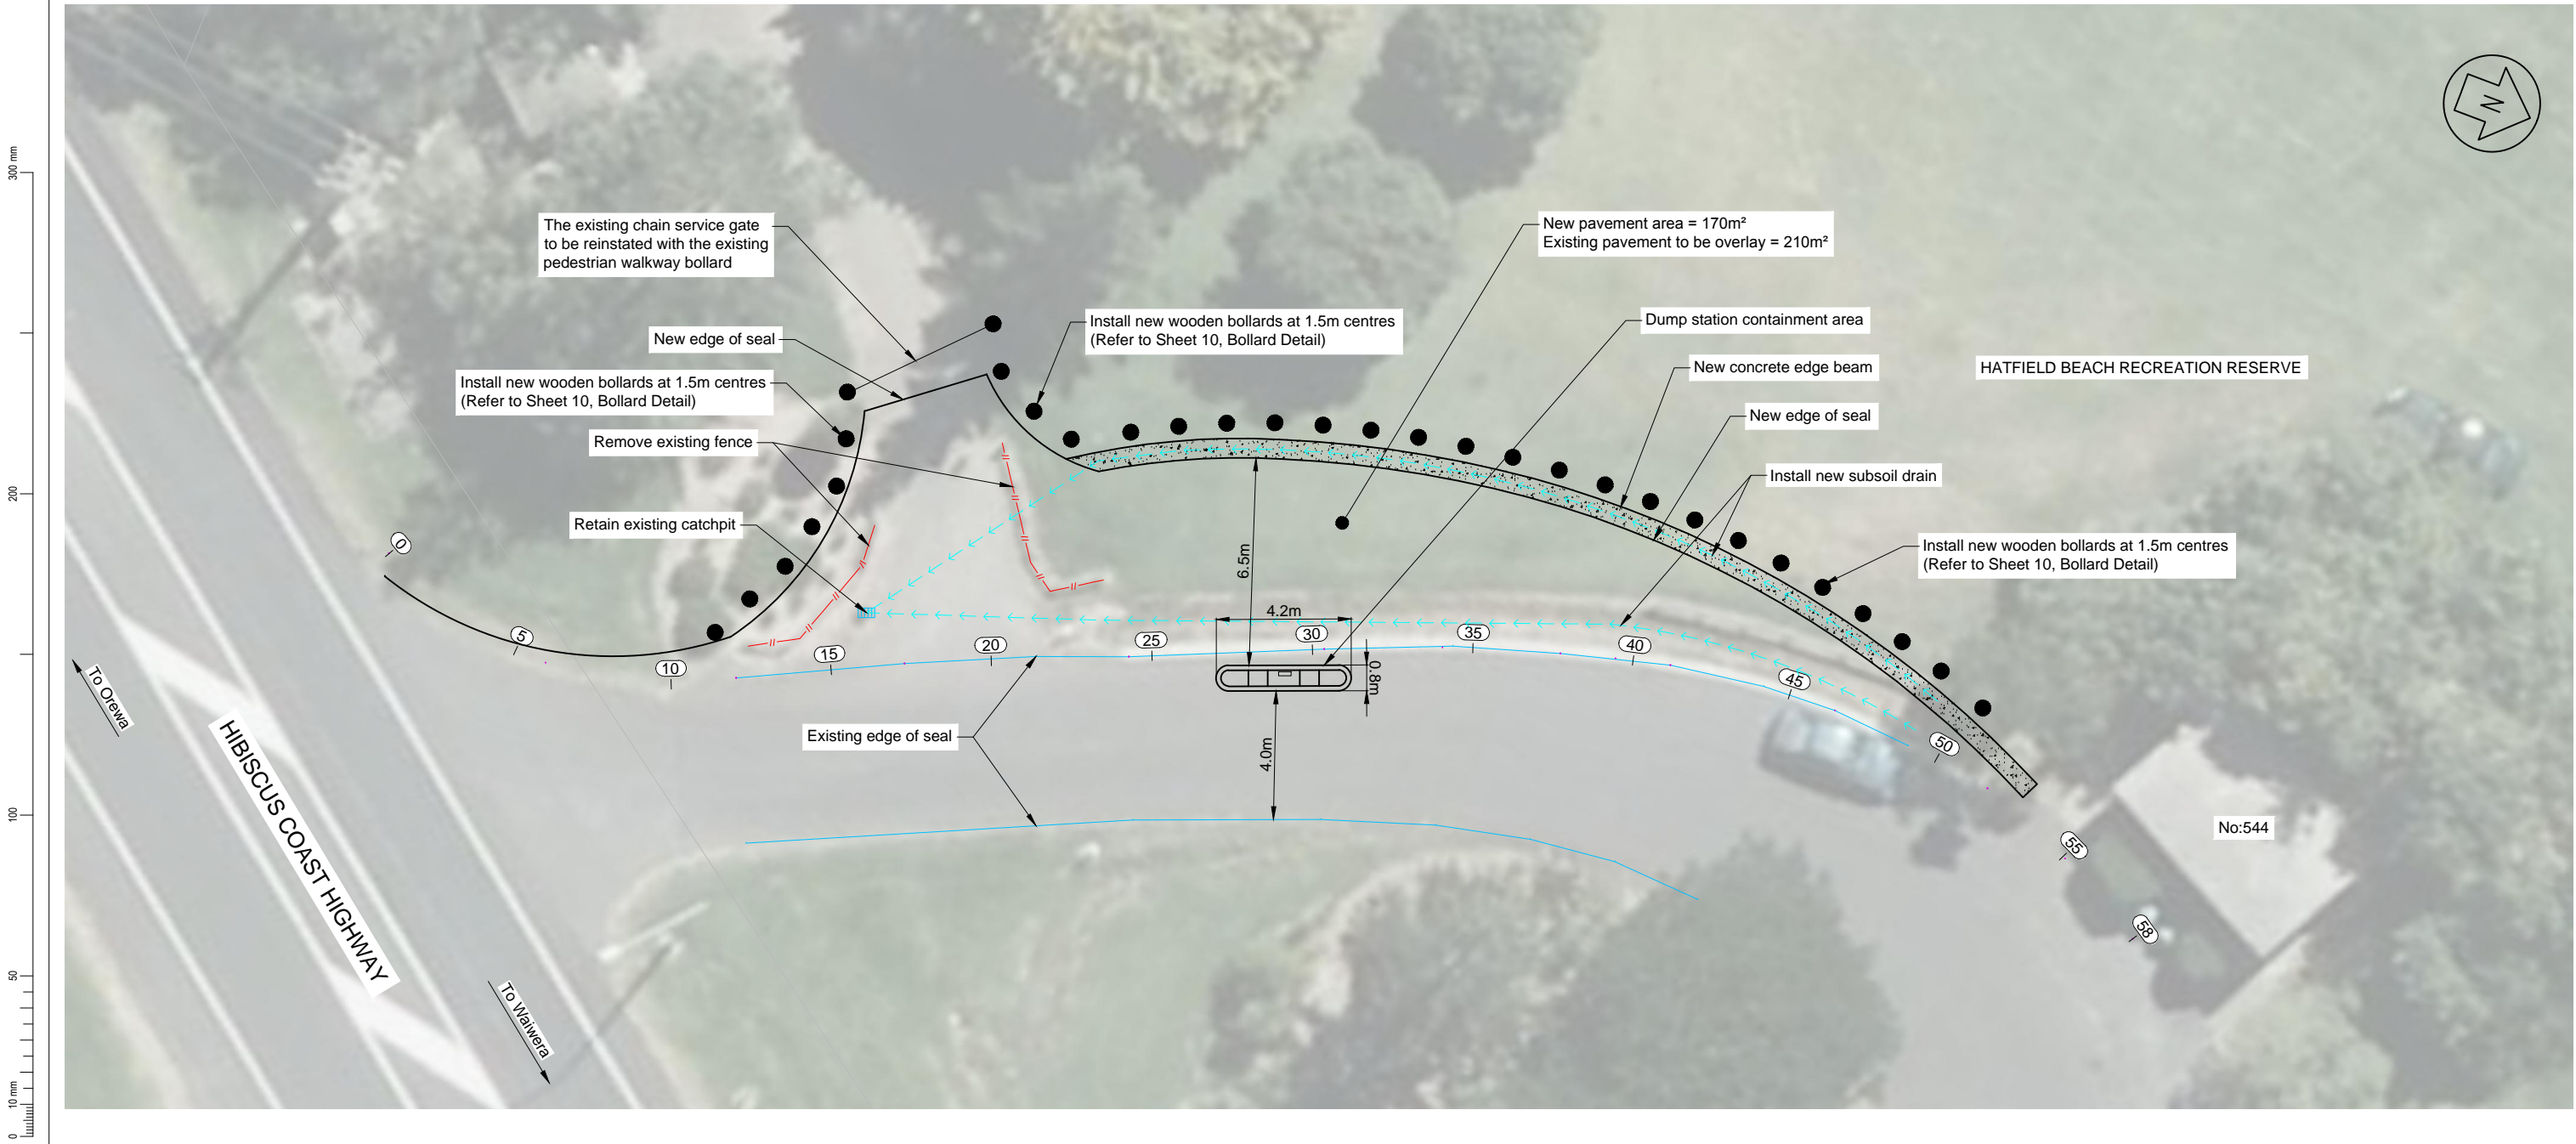 300 mm
200
100
50
10 mm
0
N
The existing chain service gate
to be reinstated with the existing
pedestrian walkway bollard
New pavement area = 170m²
Existing pavement to be overlay = 210m²
Install new wooden bollards at 1.5m centres
(Refer to Sheet 10, Bollard Detail)
Dump station containment area
New edge of seal
New concrete edge beam
HATFIELD BEACH RECREATION RESERVE
Install new wooden bollards at 1.5m centres
(Refer to Sheet 10, Bollard Detail)
New edge of seal
Remove existing fence
Install new subsoil drain
Retain existing catchpit
Install new wooden bollards at 1.5m centres
(Refer to Sheet 10, Bollard Detail)
6.5m
4.2m
0.8m
4.0m
0
5
10
15
20
25
30
35
40
45
50
55
58
To Orewa
HIBISCUS COAST HIGHWAY
To Waiwera
Existing edge of seal
No:544